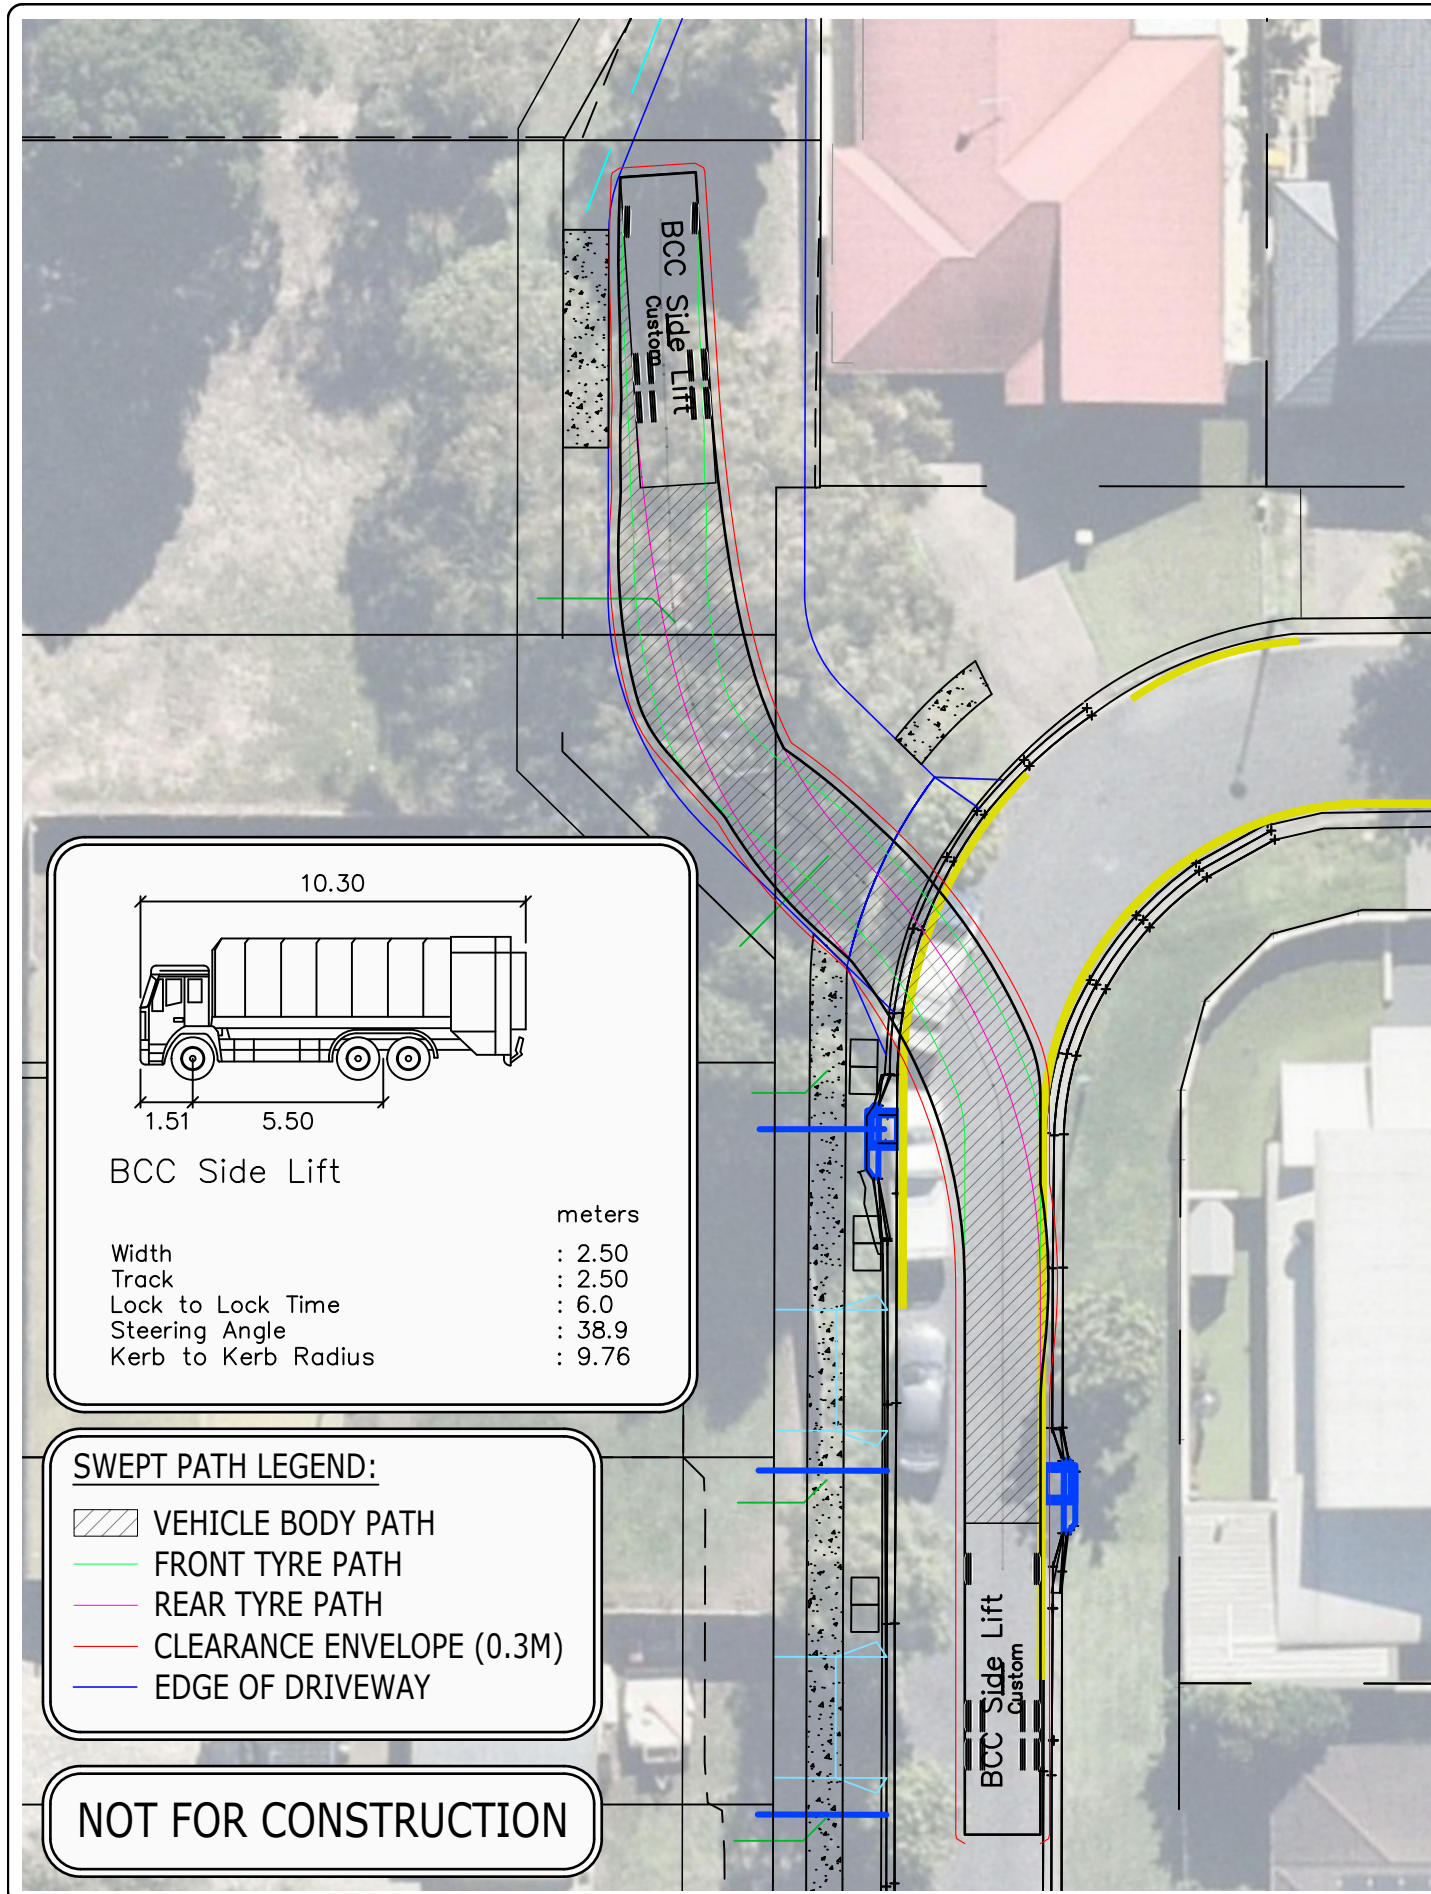 BCC Side Lift
Custom
10.30
1.51
5.50
BCC Side Lift
meters
Width : 2.50
Track : 2.50
Lock to Lock Time : 6.0
Steering Angle : 38.9
Kerb to Kerb Radius : 9.76
SWEPT PATH LEGEND:
VEHICLE BODY PATH
FRONT TYRE PATH
REAR TYRE PATH
CLEARANCE ENVELOPE (0.3M)
EDGE OF DRIVEWAY
BCC Side Lift
Custom
NOT FOR CONSTRUCTION